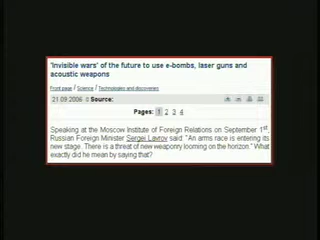 'Invisible wars' of the future to use e-bombs, laser guns and
acoustic weapons
Front page / Science / Technologies and discoveries
21.09.2006 Source:
Pages: 1 2 3 4
Speaking at the Moscow Institute of Foreign Relations on September 1st,
Russian Foreign Minister Sergei Lavrov said: "An arms race is entering its
new stage. There is a threat of new weaponry looming on the horizon." What
exactly did he mean by saying that?